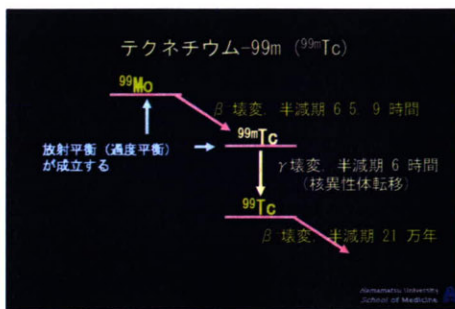 テクネチウム-99m (⁹⁹ᵐTc)
⁹⁹Mo
β⁻壊変, 半減期 65.9 時間
⁹⁹ᵐTc
放射平衡 (過度平衡)
が成立する
γ壊変, 半減期 6 時間
(核異性体転移)
⁹⁹Tc
β⁻壊変, 半減期 21 万年
Hamamatsu University
School of Medicine